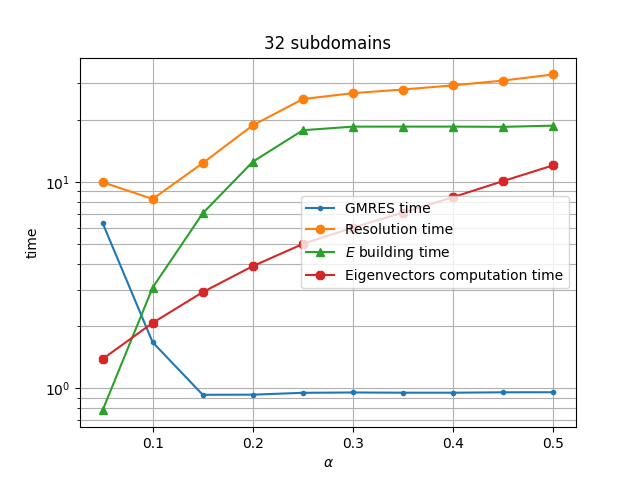 32 subdomains
time
10¹
10⁰
GMRES time
Resolution time
E building time
Eigenvectors computation time
0.1 0.2 0.3 0.4 0.5
α